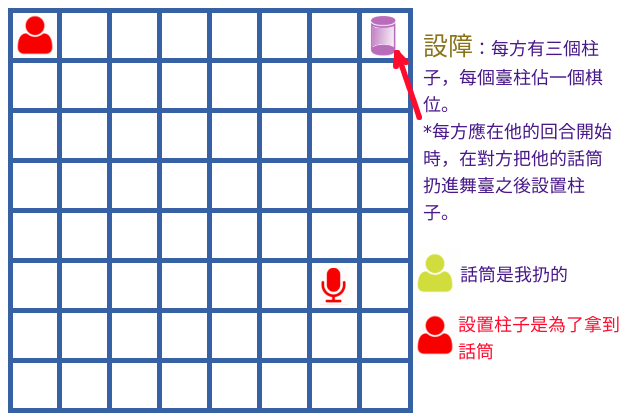 設障：每方有三個柱
子，每個臺柱佔一個棋
位。
*每方應在他的回合開始
時，在對方把他的話筒
扔進舞臺之後設置柱
子。
話筒是我扔的
設置柱子是為了拿到
話筒